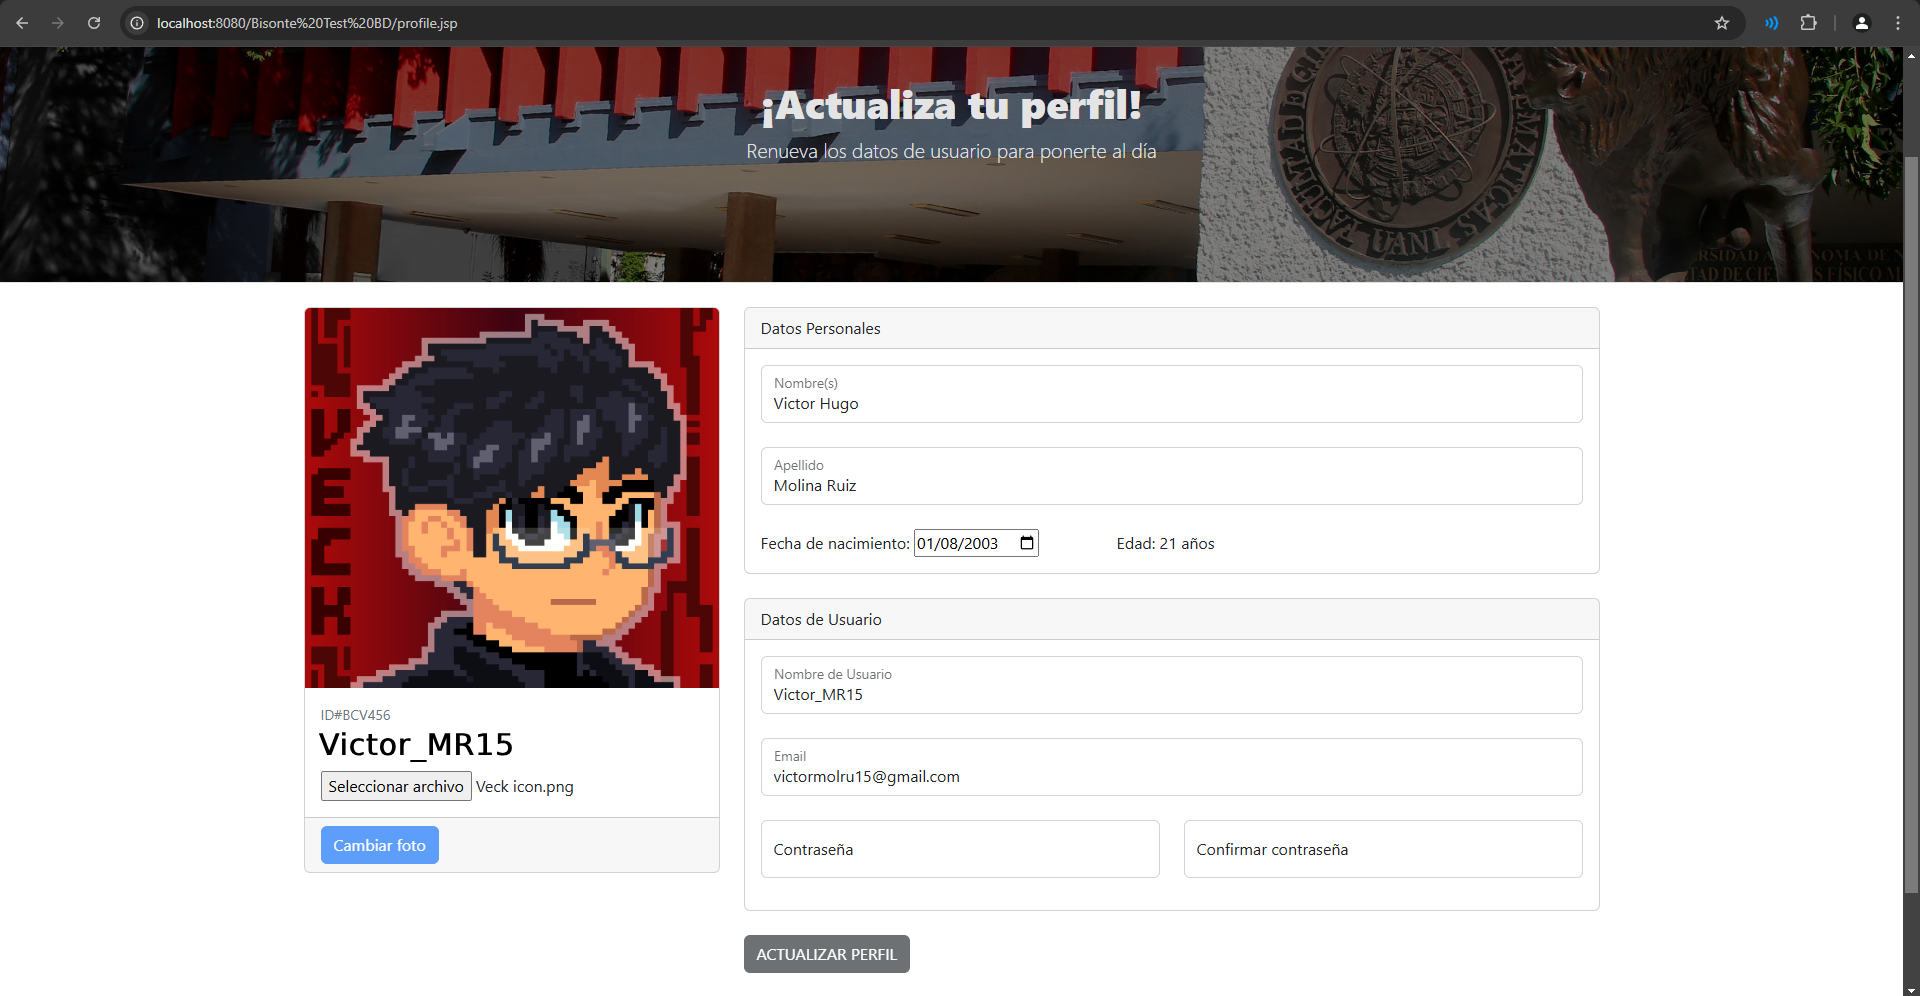 localhost:8080/Bisonte%20Test%20BD/profile.jsp
¡Actualiza tu perfil!
Renueva los datos de usuario para ponerte al día
UANL
VECK
ID#BCV456
Victor_MR15
Seleccionar archivo Veck icon.png
Cambiar foto
Datos Personales
Nombre(s)
Victor Hugo
Apellido
Molina Ruiz
Fecha de nacimiento: 01/08/2003
Edad: 21 años
Datos de Usuario
Nombre de Usuario
Victor_MR15
Email
victormolru15@gmail.com
Contraseña
Confirmar contraseña
ACTUALIZAR PERFIL